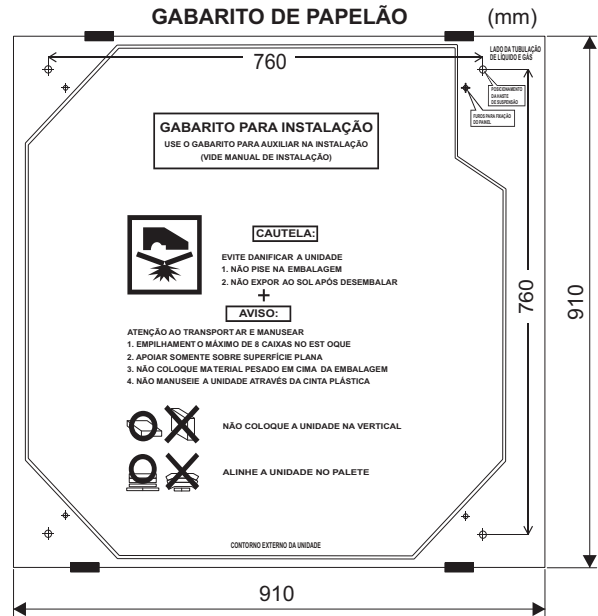 GABARITO DE PAPELÃO (mm)
LADO DA TUBULAÇÃO
DE LÍQUIDO E GÁS
760
POSICIONAMENTO
DA HASTE
DE SUSPENSÃO
FUROS PARA FIXAÇÃO
DO PAINEL
GABARITO PARA INSTALAÇÃO
USE O GABARITO PARA AUXILIAR NA INSTALAÇÃO
(VIDE MANUAL DE INSTALAÇÃO)
CAUTELA:
EVITE DANIFICAR A UNIDADE
1. NÃO PISE NA EMBALAGEM
2. NÃO EXPOR AO SOL APÓS DESEMBALAR
+
AVISO:
ATENÇÃO AO TRANSPORT AR E MANUSEAR
1. EMPILHAMENT O MÁXIMO DE 8 CAIXAS NO EST OQUE
2. APOIAR SOMENTE SOBRE SUPERFÍCIE PLANA
3. NÃO COLOQUE MATERIAL PESADO EM CIMA DA EMBALAGEM
4. NÃO MANUSEIE A UNIDADE ATRAVÉS DA CINTA PLÁSTICA
760
910
NÃO COLOQUE A UNIDADE NA VERTICAL
ALINHE A UNIDADE NO PALETE
CONTORNO EXTERNO DA UNIDADE
910